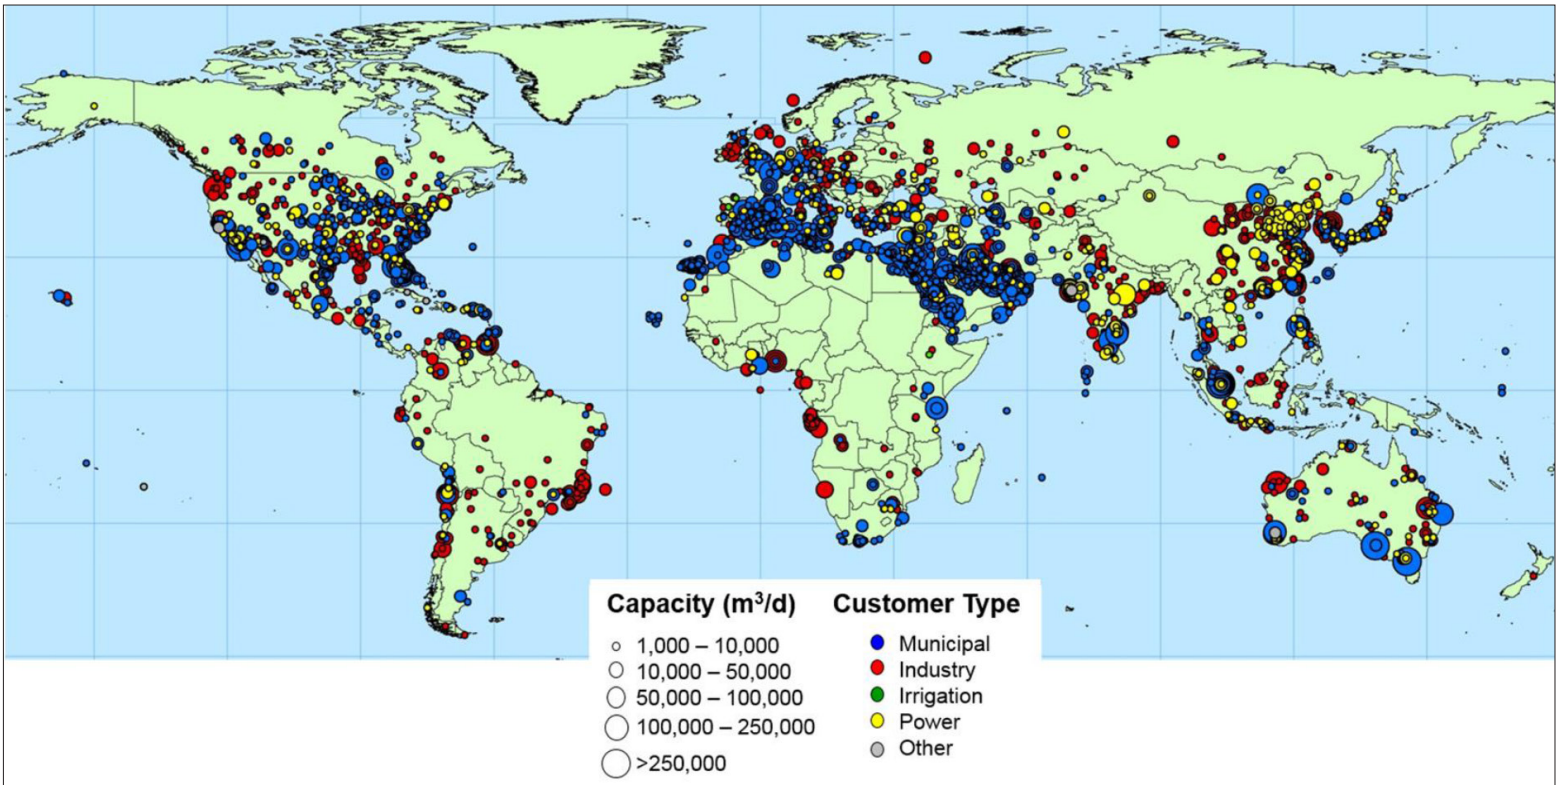 Capacity (m³/d)
1,000 – 10,000
10,000 – 50,000
50,000 – 100,000
100,000 – 250,000
>250,000
Customer Type
Municipal
Industry
Irrigation
Power
Other